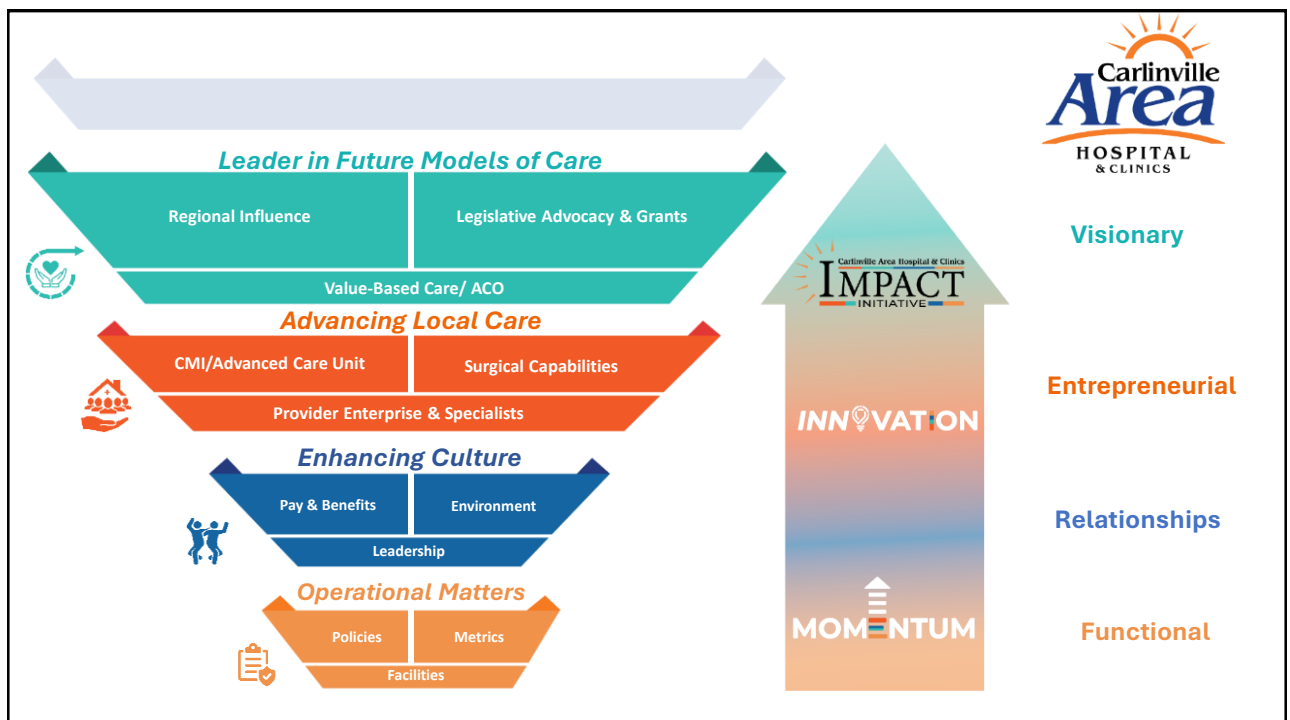 Carlinville
Area
HOSPITAL
& CLINICS
Leader in Future Models of Care
Regional Influence
Legislative Advocacy & Grants
Value-Based Care/ ACO
Advancing Local Care
CMI/Advanced Care Unit
Surgical Capabilities
Provider Enterprise & Specialists
Enhancing Culture
Pay & Benefits
Environment
Leadership
Operational Matters
Policies
Metrics
Facilities
Carlinville Area Hospital & Clinics
IMPACT
INITIATIVE
INNOVATION
MOMENTUM
Visionary
Entrepreneurial
Relationships
Functional